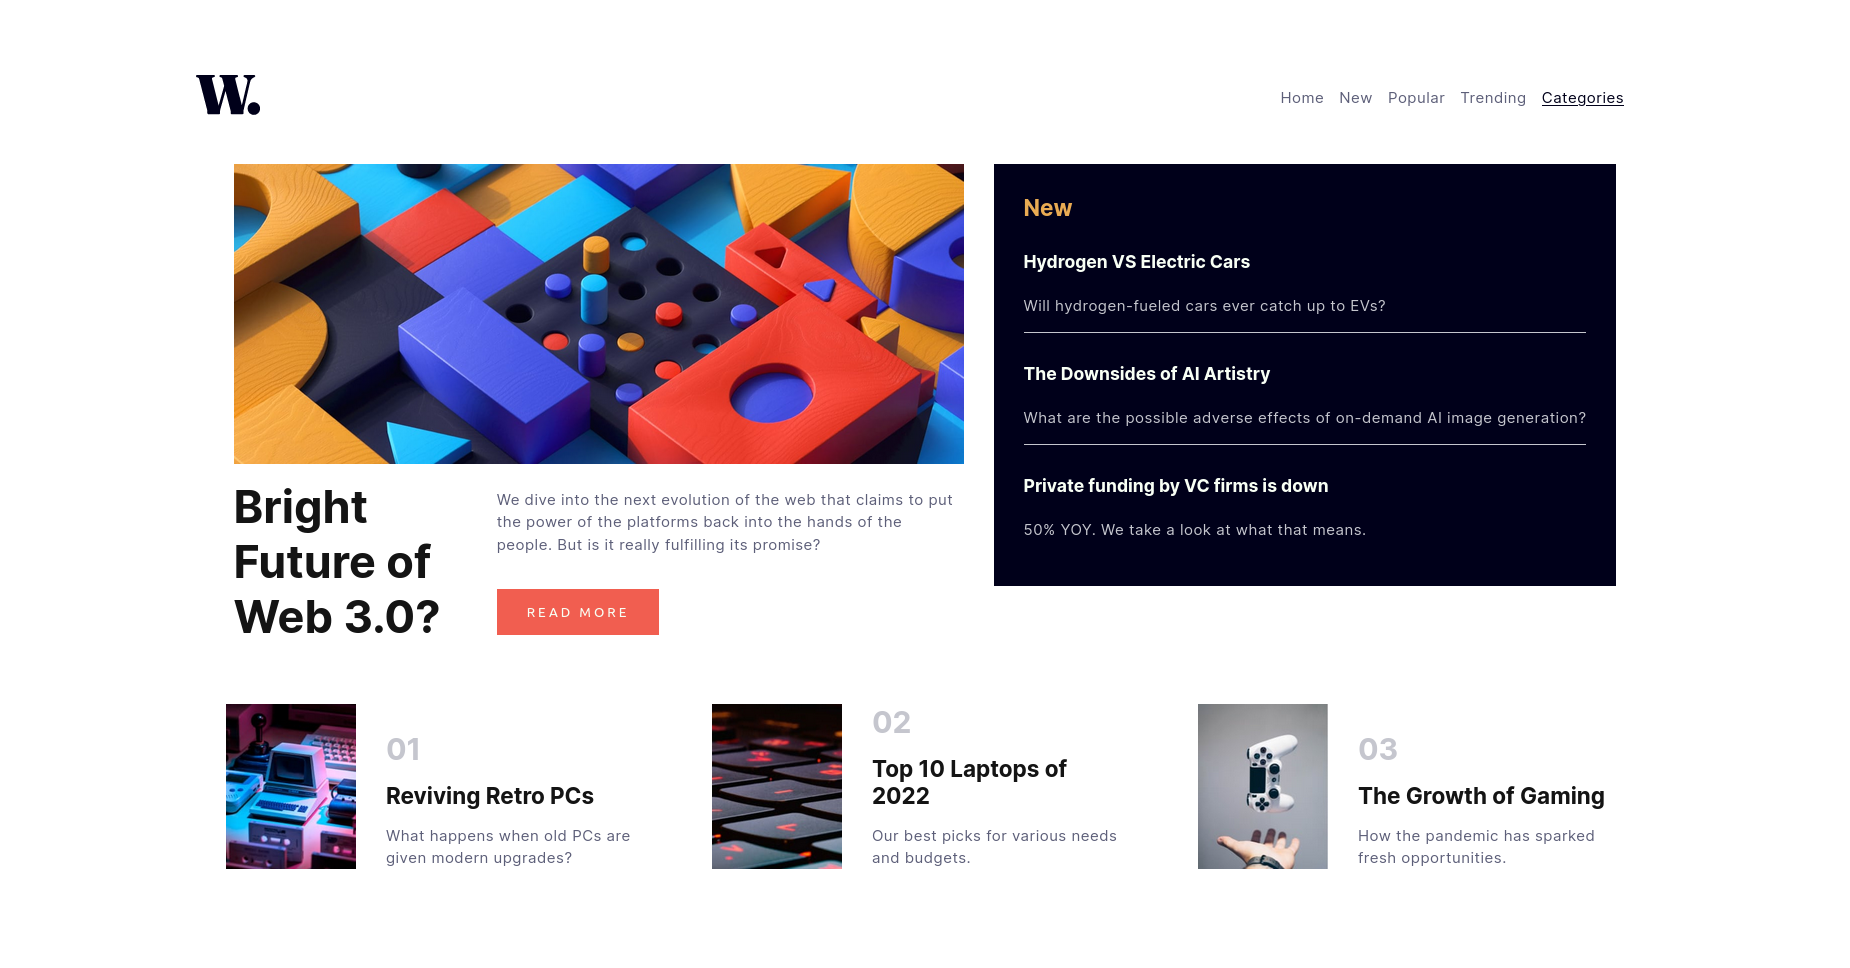 W.
Home New Popular Trending Categories
New
Hydrogen VS Electric Cars
Will hydrogen-fueled cars ever catch up to EVs?
The Downsides of AI Artistry
What are the possible adverse effects of on-demand AI image generation?
Private funding by VC firms is down
50% YOY. We take a look at what that means.
Bright
Future of
Web 3.0?
We dive into the next evolution of the web that claims to put
the power of the platforms back into the hands of the
people. But is it really fulfilling its promise?
READ MORE
01
Reviving Retro PCs
What happens when old PCs are
given modern upgrades?
02
Top 10 Laptops of
2022
Our best picks for various needs
and budgets.
03
The Growth of Gaming
How the pandemic has sparked
fresh opportunities.